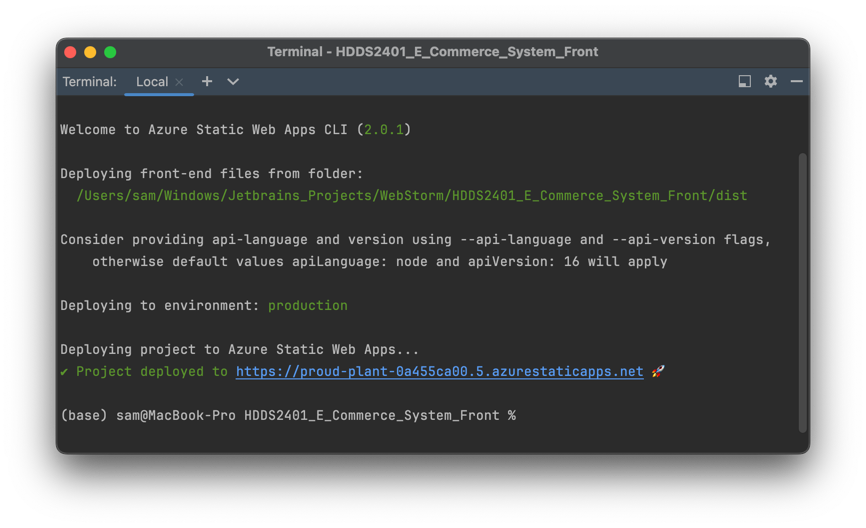 Terminal - HDDS2401_E_Commerce_System_Front
Terminal: Local
Welcome to Azure Static Web Apps CLI (2.0.1)
Deploying front-end files from folder:
/Users/sam/Windows/Jetbrains_Projects/WebStorm/HDDS2401_E_Commerce_System_Front/dist
Consider providing api-language and version using --api-language and --api-version flags,
otherwise default values apiLanguage: node and apiVersion: 16 will apply
Deploying to environment: production
Deploying project to Azure Static Web Apps...
✔ Project deployed to https://proud-plant-0a455ca00.5.azurestaticapps.net 🚀
(base) sam@MacBook-Pro HDDS2401_E_Commerce_System_Front %